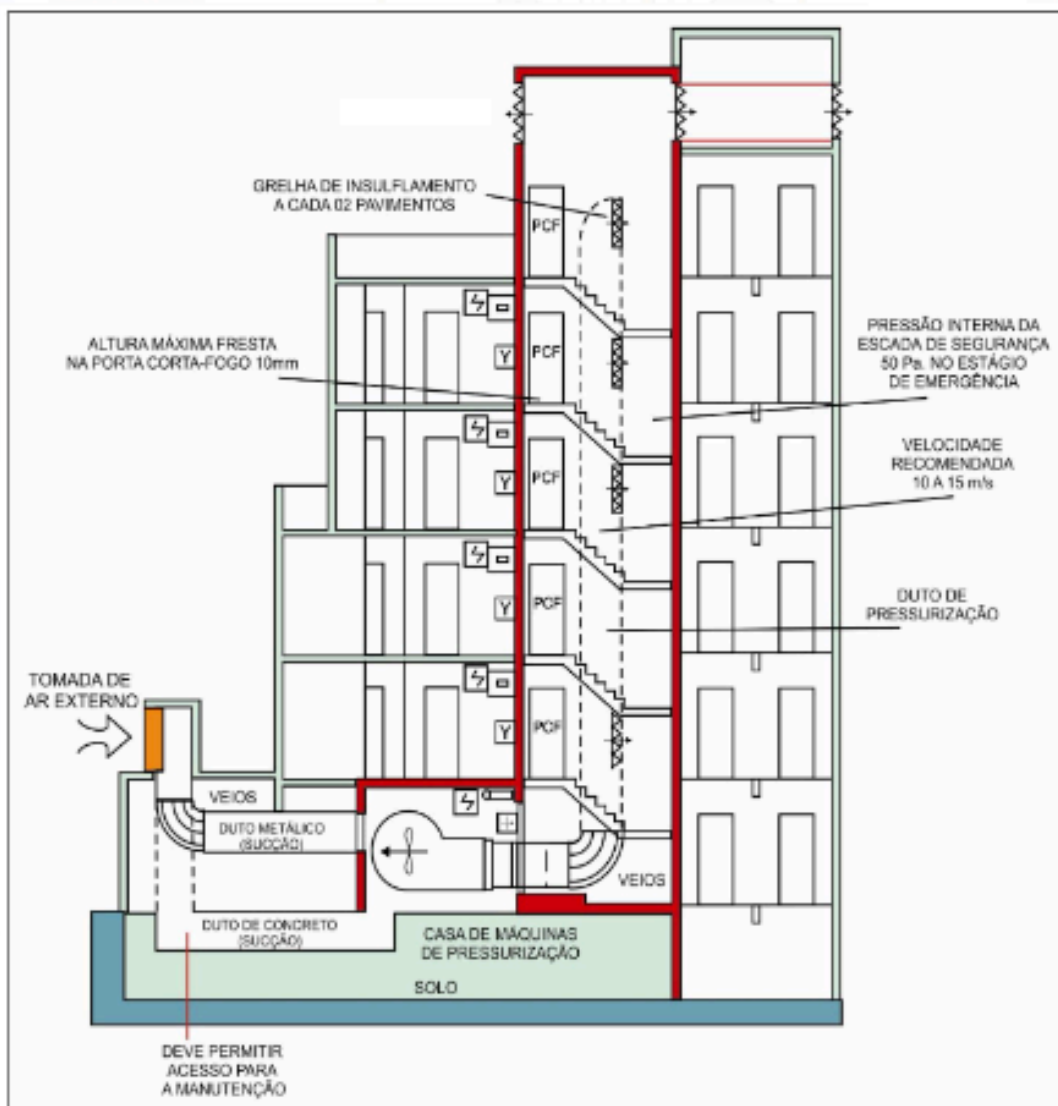 GRELHA DE INSULFLAMENTO
A CADA 02 PAVIMENTOS
PCF
ALTURA MÁXIMA FRESTA
NA PORTA CORTA-FOGO 10mm
PCF
Y
PRESSÃO INTERNA DA
ESCADA DE SEGURANÇA
50 Pa. NO ESTÁGIO
DE EMERGÊNCIA
VELOCIDADE
RECOMENDADA
10 A 15 m/s
PCF
Y
PCF
Y
DUTO DE
PRESSURIZAÇÃO
TOMADA DE
AR EXTERNO
PCF
Y
VEIOS
DUTO METÁLICO
(SUCÇÃO)
VEIOS
DUTO DE CONCRETO
(SUCÇÃO)
CASA DE MÁQUINAS
DE PRESSURIZAÇÃO
SOLO
DEVE PERMITIR
ACESSO PARA
A MANUTENÇÃO